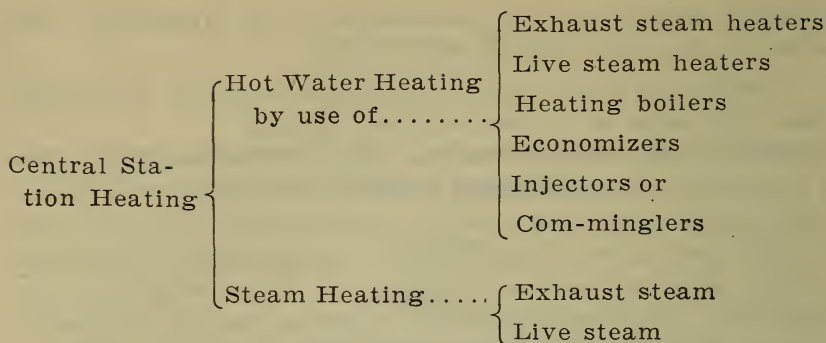 Central Sta-
tion Heating
Hot Water Heating
by use of........
Exhaust steam heaters
Live steam heaters
Heating boilers
Economizers
Injectors or
Com-minglers
Steam Heating.....
Exhaust steam
Live steam